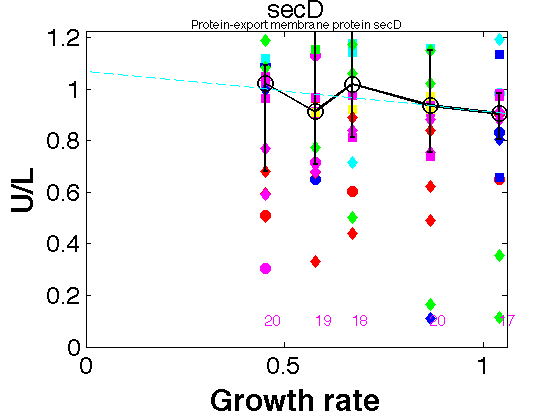 secD
Protein-export membrane protein secD
1.2
1
0.8
0.6
0.4
0.2
0
U/L
20 19 18 20 17
0 0.5 1
Growth rate